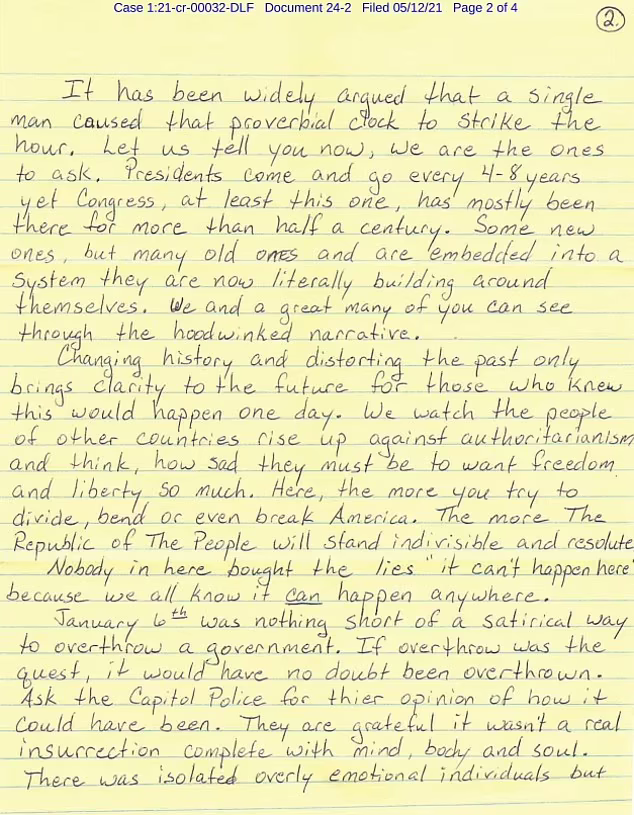 Case 1:21-cr-00032-DLF Document 24-2 Filed 05/12/21 Page 2 of 4
2.
It has been widely argued that a single
man caused that proverbial clock to strike the
hour. Let us tell you now, we are the ones
to ask. Presidents come and go every 4-8 years
yet Congress, at least this one, has mostly been
there for more than half a century. Some new
ones, but many old ones and are embedded into a
system they are now literally building around
themselves. We and a great many of you can see
through the hoodwinked narrative.
Changing history and distorting the past only
brings clarity to the future for those who knew
this would happen one day. We watch the people
of other countries rise up against authoritarianism
and think, how sad they must be to want freedom
and liberty so much. Here, the more you try to
divide, bend or even break America. The more The
Republic of The People will stand indivisible and resolute
Nobody in here bought the lies "it can't happen here"
because we all know it can happen anywhere.
January 6th was nothing short of a satirical way
to overthrow a government. If overthrow was the
quest, it would have no doubt been overthrown.
Ask the Capitol Police for thier opinion of how it
could have been. They are grateful it wasn't a real
insurrection complete with mind, body and soul.
There was isolated overly emotional individuals but